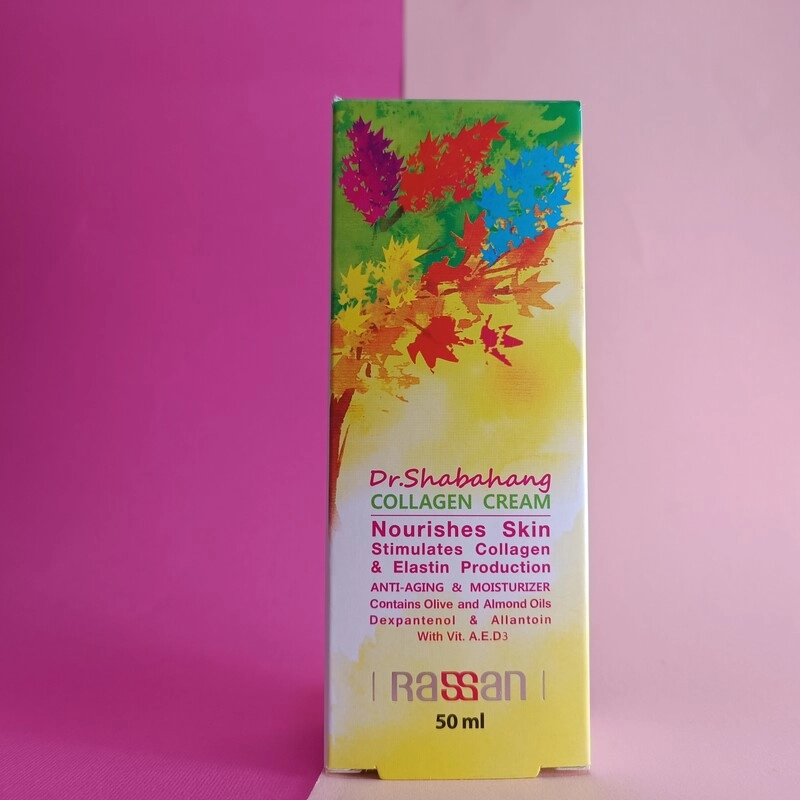 Dr.Shabahang
COLLAGEN CREAM
Nourishes Skin
Stimulates Collagen
& Elastin Production
ANTI-AGING & MOISTURIZER
Contains Olive and Almond Oils
Dexpantenol & Allantoin
With Vit. A.E.D3
Rassan
50 ml